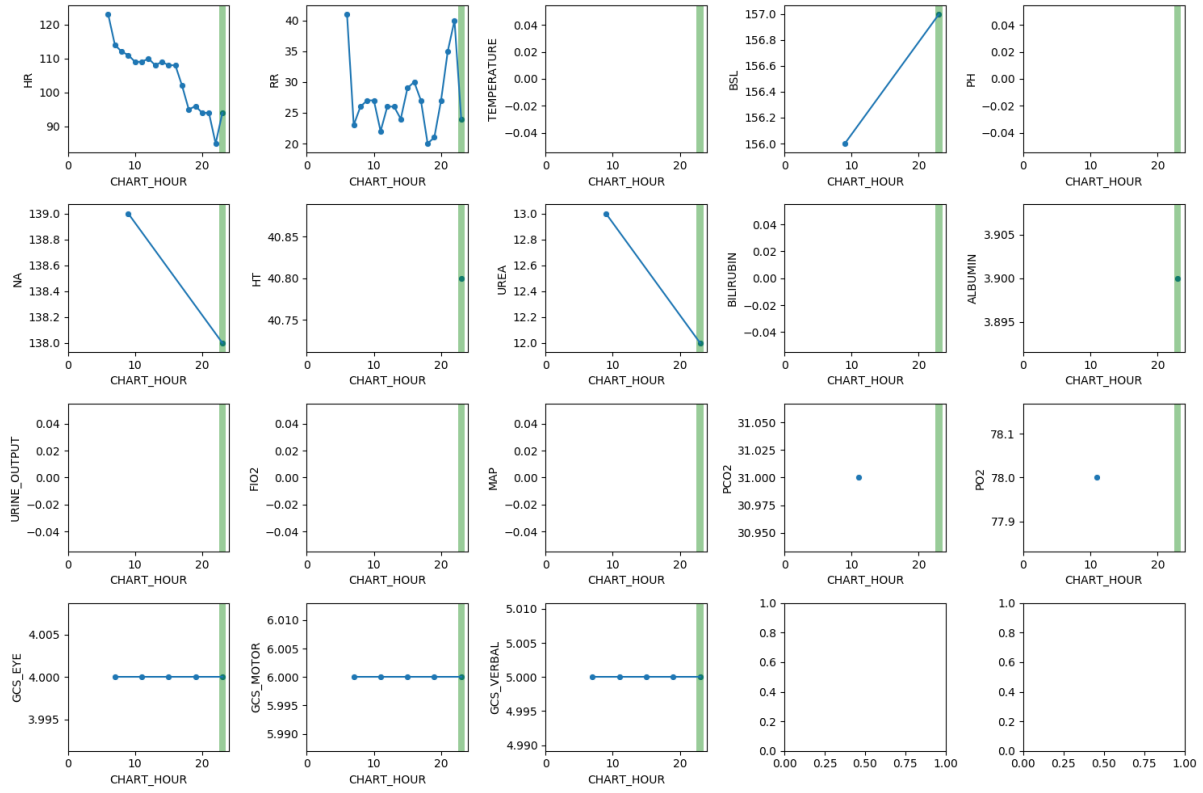 HR
120
110
100
90
0 10 20
CHART_HOUR
RR
40
35
30
25
20
0 10 20
CHART_HOUR
TEMPERATURE
0.04
0.02
0.00
−0.02
−0.04
0 10 20
CHART_HOUR
BSL
157.0
156.8
156.6
156.4
156.2
156.0
0 10 20
CHART_HOUR
PH
0.04
0.02
0.00
−0.02
−0.04
0 10 20
CHART_HOUR
NA
139.0
138.8
138.6
138.4
138.2
138.0
0 10 20
CHART_HOUR
HT
40.85
40.80
40.75
0 10 20
CHART_HOUR
UREA
13.0
12.8
12.6
12.4
12.2
12.0
0 10 20
CHART_HOUR
BILIRUBIN
0.04
0.02
0.00
−0.02
−0.04
0 10 20
CHART_HOUR
ALBUMIN
3.905
3.900
3.895
0 10 20
CHART_HOUR
URINE_OUTPUT
0.04
0.02
0.00
−0.02
−0.04
0 10 20
CHART_HOUR
FIO2
0.04
0.02
0.00
−0.02
−0.04
0 10 20
CHART_HOUR
MAP
0.04
0.02
0.00
−0.02
−0.04
0 10 20
CHART_HOUR
PCO2
31.050
31.025
31.000
30.975
30.950
0 10 20
CHART_HOUR
PO2
78.1
78.0
77.9
0 10 20
CHART_HOUR
GCS_EYE
4.005
4.000
3.995
0 10 20
CHART_HOUR
GCS_MOTOR
6.010
6.005
6.000
5.995
5.990
0 10 20
CHART_HOUR
GCS_VERBAL
5.010
5.005
5.000
4.995
4.990
0 10 20
CHART_HOUR
1.0
0.8
0.6
0.4
0.2
0.0
0.00 0.25 0.50 0.75 1.00
1.0
0.8
0.6
0.4
0.2
0.0
0.00 0.25 0.50 0.75 1.00